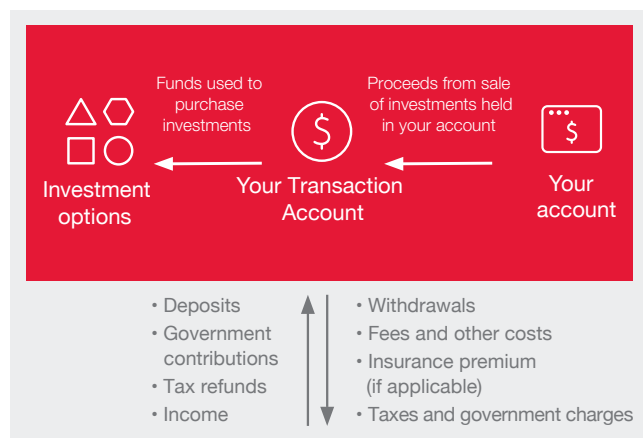 Funds used to
purchase
investments
Proceeds from sale
of investments held
in your account
$
$
Investment
options
Your Transaction
Account
Your
account
• Deposits
• Government
contributions
• Tax refunds
• Income
• Withdrawals
• Fees and other costs
• Insurance premium
(if applicable)
• Taxes and government charges